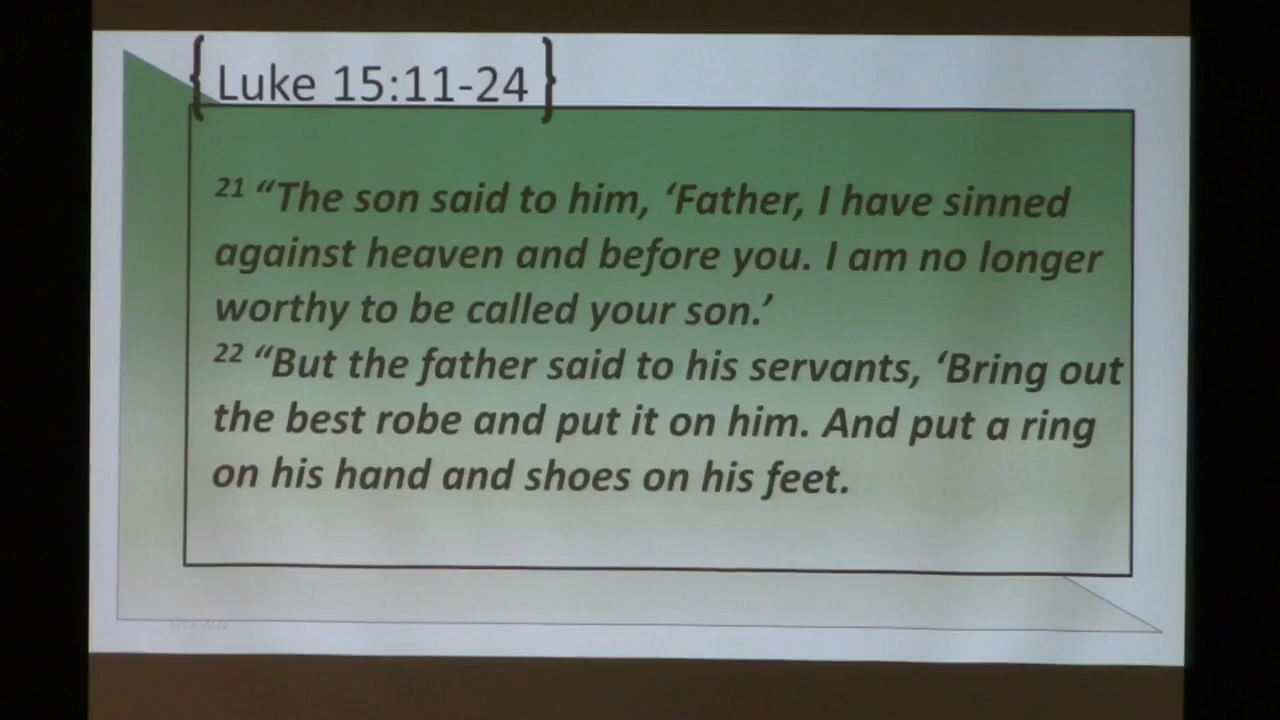 {Luke 15:11-24}
21 “The son said to him, ‘Father, I have sinned
against heaven and before you. I am no longer
worthy to be called your son.’
22 “But the father said to his servants, ‘Bring out
the best robe and put it on him. And put a ring
on his hand and shoes on his feet.